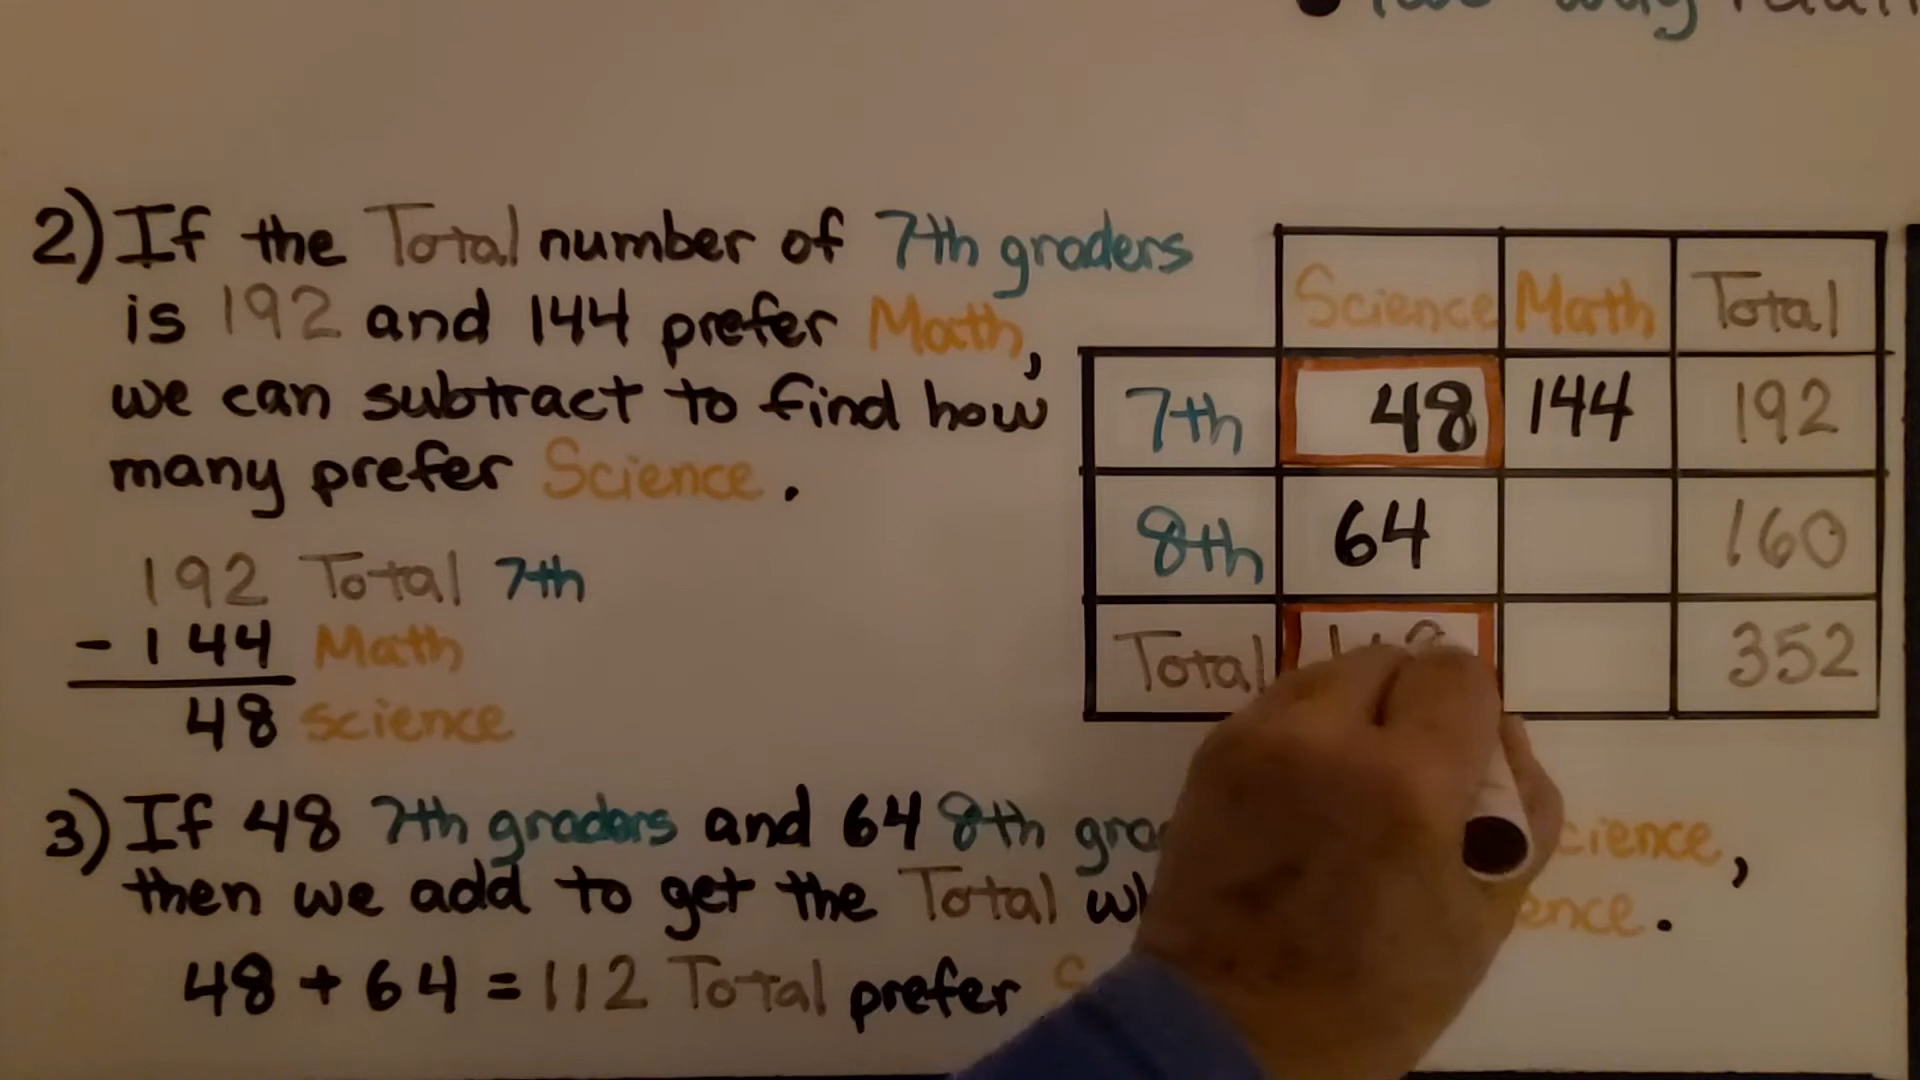 2) If the Total number of 7th graders
is 192 and 144 prefer Math,
we can subtract to find how
many prefer Science.
192 Total 7th
- 144 Math
48 science
3) If 48 7th graders and 64 8th
then we add to get the Total
48 + 64 = 112 Total prefer
Science Math Total
7th 48 144 192
8th 64 160
Total 352